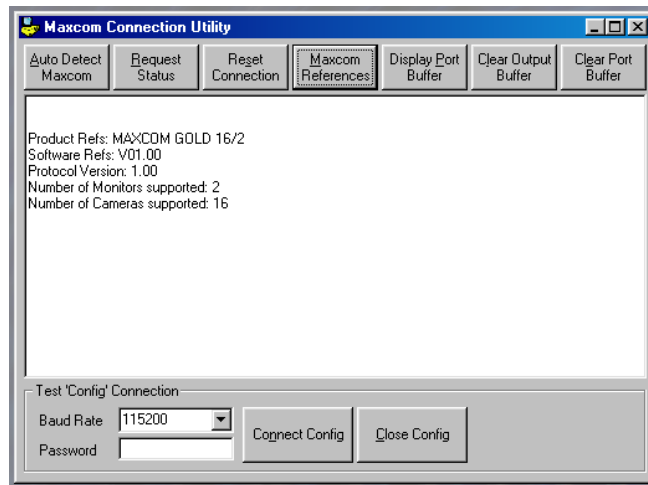 Maxcom Connection Utility
Auto Detect Maxcom
Request Status
Reset Connection
Maxcom References
Display Port Buffer
Clear Output Buffer
Clear Port Buffer
Product Refs: MAXCOM GOLD 16/2
Software Refs: V01.00
Protocol Version: 1.00
Number of Monitors supported: 2
Number of Cameras supported: 16
Test 'Config' Connection
Baud Rate
115200
Password
Connect Config
Close Config